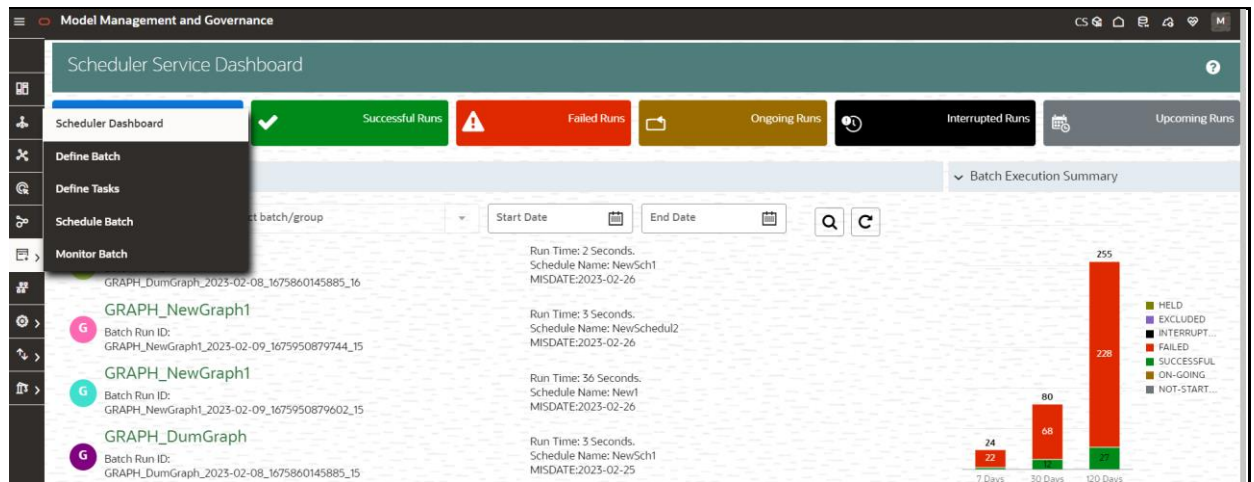 Model Management and Governance
CS
M
Scheduler Service Dashboard
?
Successful Runs
Failed Runs
Ongoing Runs
Interrupted Runs
Upcoming Runs
Scheduler Dashboard
Define Batch
Define Tasks
Schedule Batch
Monitor Batch
Batch Execution Summary
batch/group
Start Date
End Date
GRAPH_DumGraph_2023-02-08_1675860145885_16
Run Time: 2 Seconds.
Schedule Name: NewSch1
MISDATE:2023-02-26
G
GRAPH_NewGraph1
Batch Run ID:
GRAPH_NewGraph1_2023-02-09_1675950879744_15
Run Time: 3 Seconds.
Schedule Name: NewSchedul2
MISDATE:2023-02-26
G
GRAPH_NewGraph1
Batch Run ID:
GRAPH_NewGraph1_2023-02-09_1675950879602_15
Run Time: 36 Seconds.
Schedule Name: New1
MISDATE:2023-02-26
G
GRAPH_DumGraph
Batch Run ID:
GRAPH_DumGraph_2023-02-08_1675860145885_15
Run Time: 3 Seconds.
Schedule Name: NewSch1
MISDATE:2023-02-25
255
228
27
80
68
12
24
22
7 Days
30 Days
120 Days
HELD
EXCLUDED
INTERRUPT...
FAILED
SUCCESSFUL
ON-GOING
NOT-START...